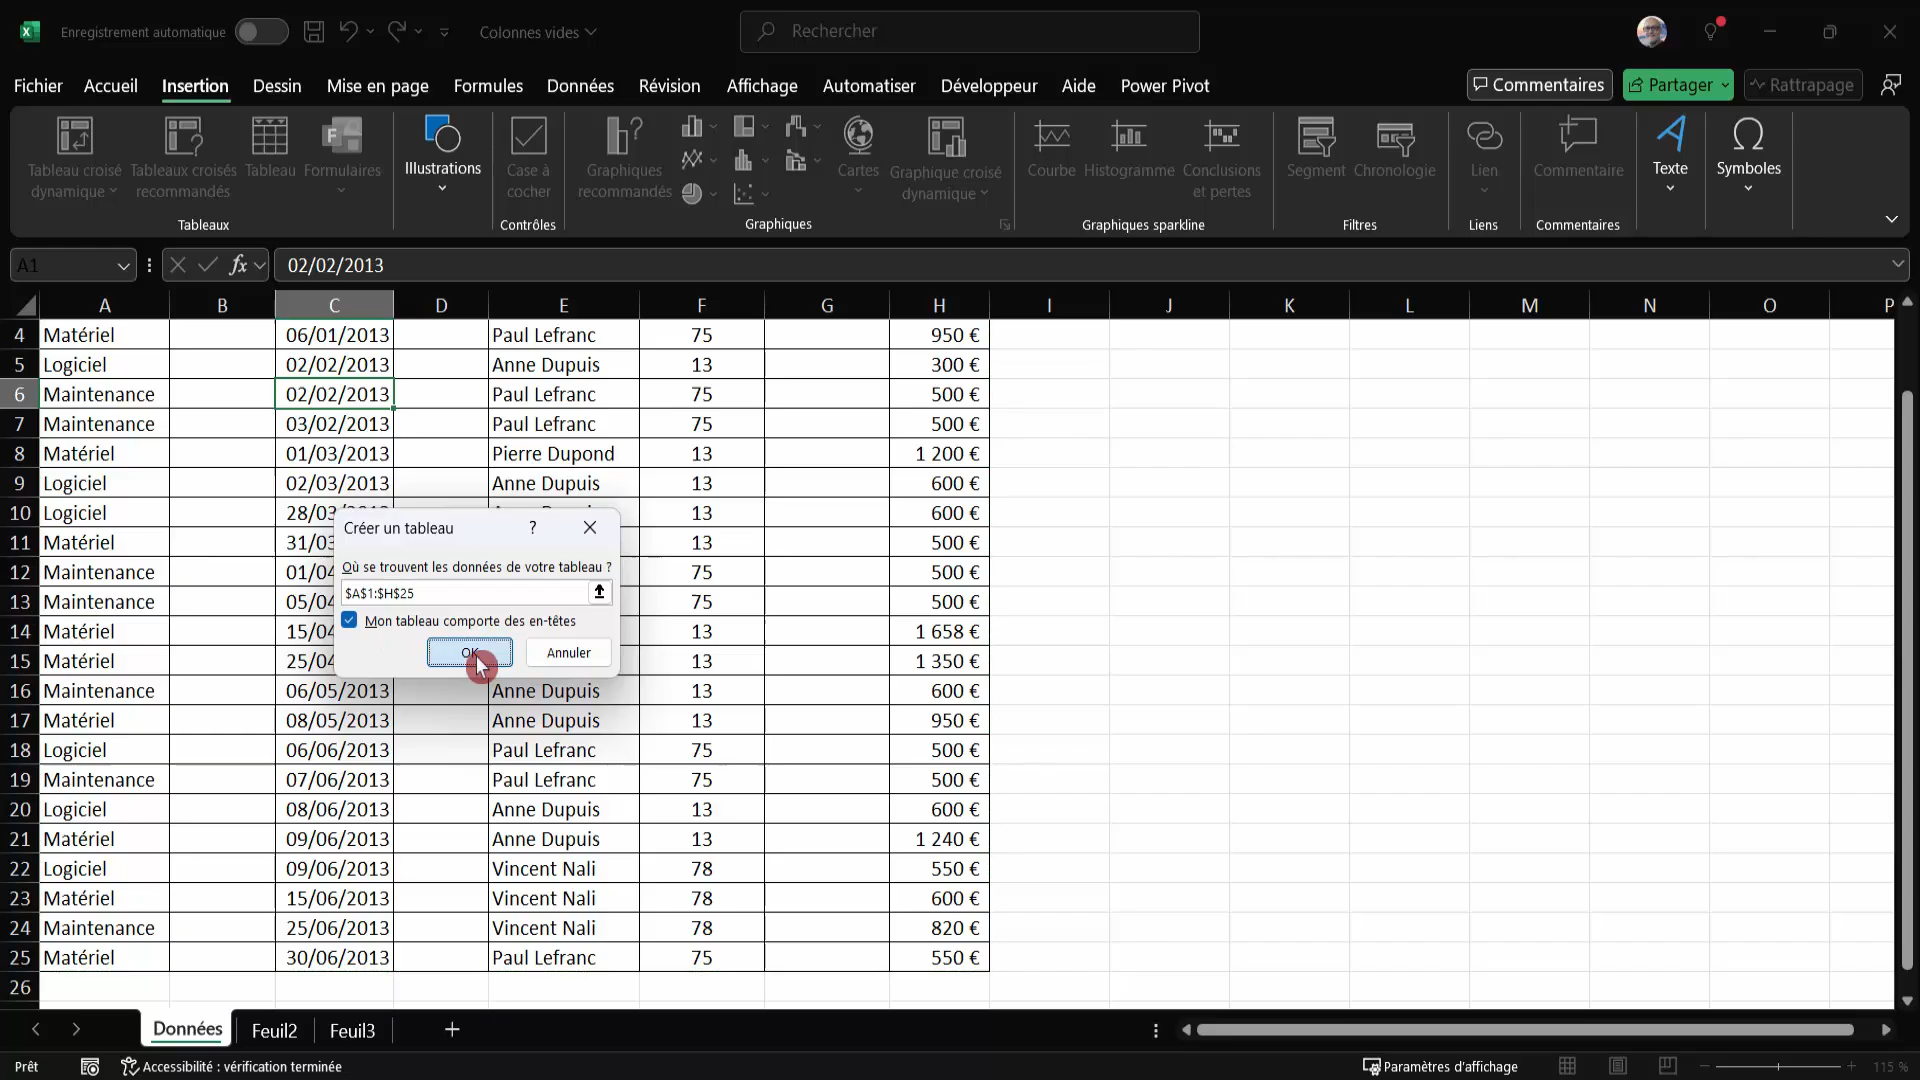 Enregistrement automatique
Colonnes vides
Rechercher
Fichier Accueil Insertion Dessin Mise en page Formules Données Révision Affichage Automatiser Développeur Aide Power Pivot
Commentaires Partager Rattrapage
Tableau croisé dynamique
Tableaux croisés recommandés
Tableau
Formulaires
Illustrations
Case à cocher
Graphiques recommandés
Cartes
Graphique croisé dynamique
Courbe
Histogramme
Conclusions et pertes
Segment
Chronologie
Lien
Commentaire
Texte
Symboles
Tableaux
Contrôles
Graphiques
Graphiques sparkline
Filtres
Liens
Commentaires
A1
fx
02/02/2013
A B C D E F G H I J K L M N O P
4 Matériel 06/01/2013 Paul Lefranc 75 950 €
5 Logiciel 02/02/2013 Anne Dupuis 13 300 €
6 Maintenance 02/02/2013 Paul Lefranc 75 500 €
7 Maintenance 03/02/2013 Paul Lefranc 75 500 €
8 Matériel 01/03/2013 Pierre Dupond 13 1 200 €
9 Logiciel 02/03/2013 Anne Dupuis 13 600 €
10 Logiciel 28/03 13 600 €
11 Matériel 31/03 13 500 €
12 Maintenance 01/04 75 500 €
13 Maintenance 05/04 75 500 €
14 Matériel 15/04 13 1 658 €
15 Matériel 25/04 13 1 350 €
16 Maintenance 06/05/2013 Anne Dupuis 13 600 €
17 Matériel 08/05/2013 Anne Dupuis 13 950 €
18 Logiciel 06/06/2013 Paul Lefranc 75 500 €
19 Maintenance 07/06/2013 Paul Lefranc 75 500 €
20 Logiciel 08/06/2013 Anne Dupuis 13 600 €
21 Matériel 09/06/2013 Anne Dupuis 13 1 240 €
22 Logiciel 09/06/2013 Vincent Nali 78 550 €
23 Matériel 15/06/2013 Vincent Nali 78 600 €
24 Maintenance 25/06/2013 Vincent Nali 78 820 €
25 Matériel 30/06/2013 Paul Lefranc 75 550 €
26
Créer un tableau ?
Où se trouvent les données de votre tableau ?
$A$1:$H$25
Mon tableau comporte des en-têtes
OK Annuler
Données Feuil2 Feuil3
Prêt
Accessibilité : vérification terminée
Paramètres d'affichage
115 %